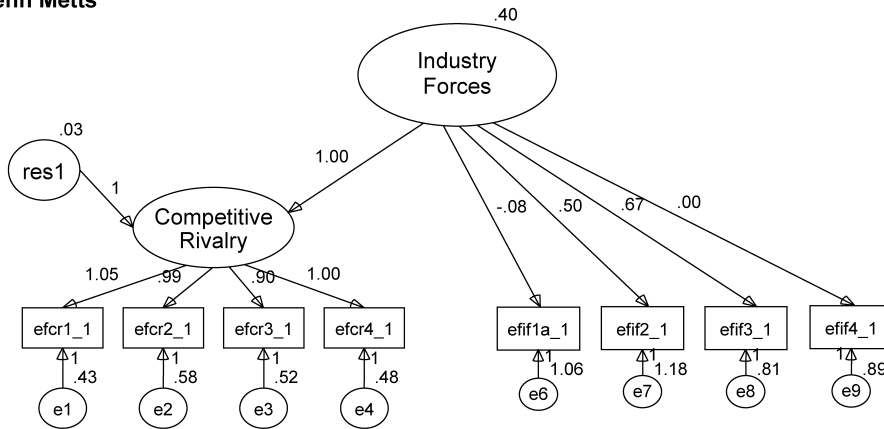 .40
Industry
Forces
.03
res1
1
1.00
-.08
.50
.67
.00
Competitive
Rivalry
1.05
.99
.90
1.00
efcr1_1
efcr2_1
efcr3_1
efcr4_1
efif1a_1
efif2_1
efif3_1
efif4_1
1
1
1
1
1
1
1
1
.43
.58
.52
.48
1.06
1.18
.81
.89
e1
e2
e3
e4
e6
e7
e8
e9